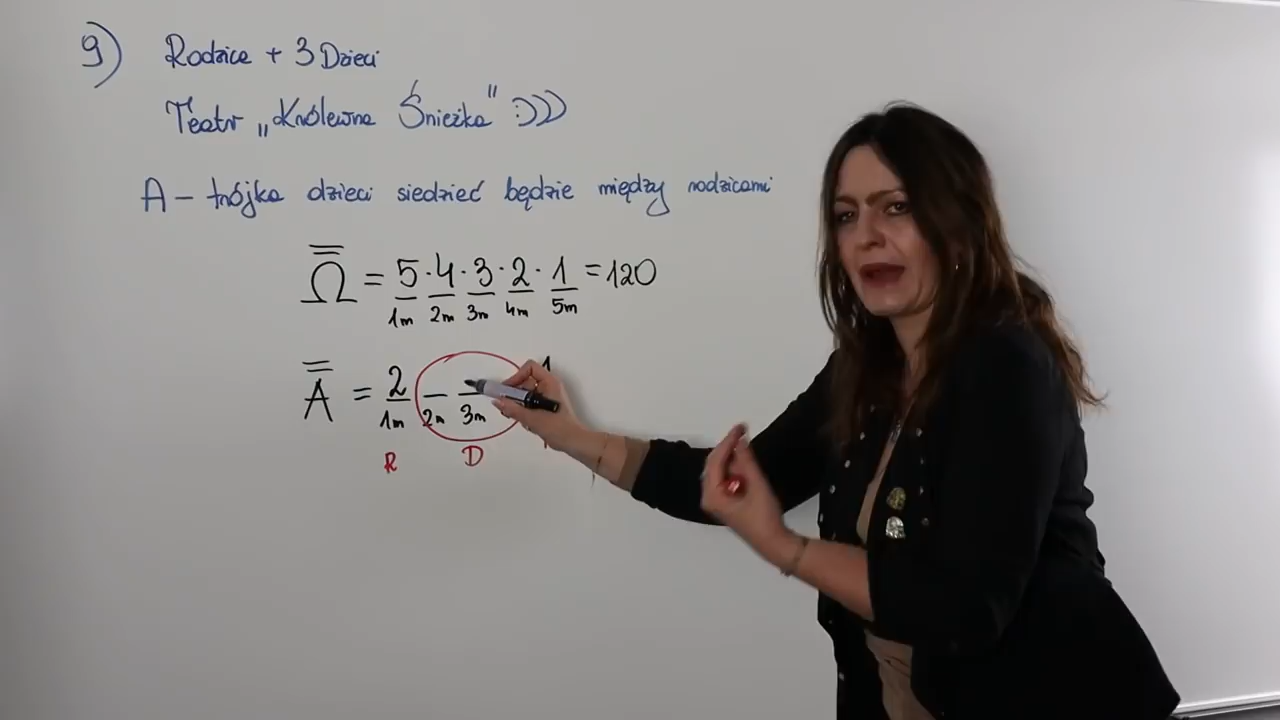 9) Rodzice + 3 Dzieci
Teatr „Królewna Śnieżka” :)))
A – trójka dzieci siedzieć będzie między rodzicami
Ω = 5 · 4 · 3 · 2 · 1 = 120
1m 2m 3m 4m 5m
A = 2 _ _ 1
1m 2m 3m
R D